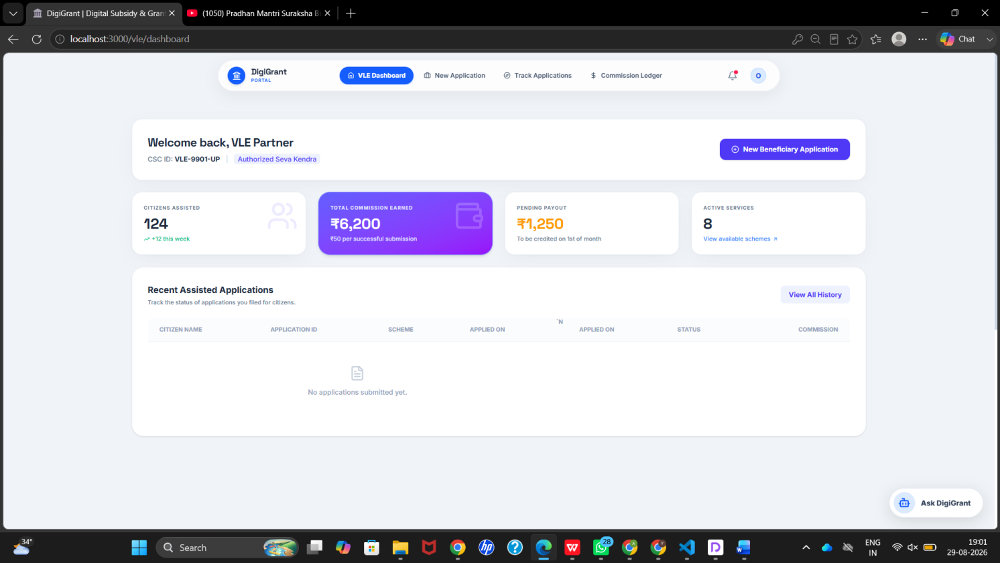 DigiGrant | Digital Subsidy & Grant
(1050) Pradhan Mantri Suraksha B
localhost:3000/vle/dashboard
Chat
DigiGrant
PORTAL
VLE Dashboard
New Application
Track Applications
Commission Ledger
O
Welcome back, VLE Partner
CSC ID: VLE-9901-UP
Authorized Seva Kendra
New Beneficiary Application
CITIZENS ASSISTED
124
+12 this week
TOTAL COMMISSION EARNED
₹6,200
₹50 per successful submission
PENDING PAYOUT
₹1,250
To be credited on 1st of month
ACTIVE SERVICES
8
View available schemes
Recent Assisted Applications
Track the status of applications you filed for citizens.
View All History
`N
CITIZEN NAME APPLICATION ID SCHEME APPLIED ON APPLIED ON STATUS COMMISSION
No applications submitted yet.
Ask DigiGrant
34°
Search
28
ENG
IN
19:01
29-08-2026